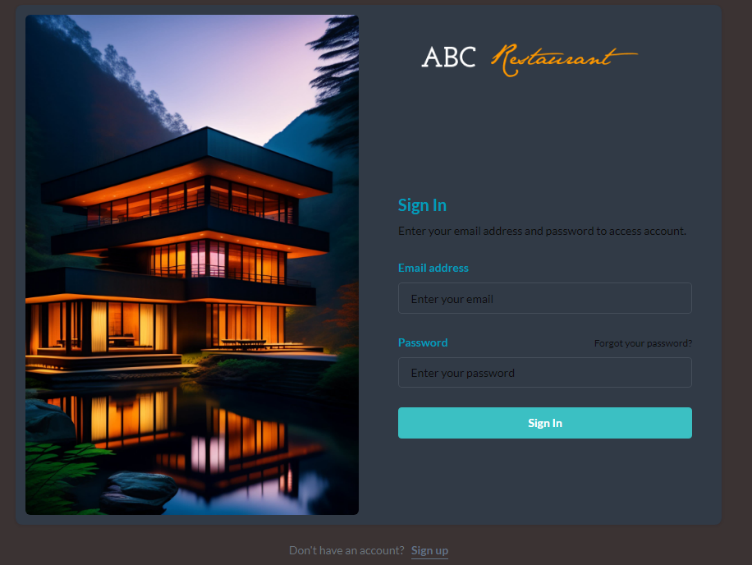 ABC Restaurant
Sign In
Enter your email address and password to access account.
Email address
Enter your email
Password
Forgot your password?
Enter your password
Sign In
Don't have an account? Sign up